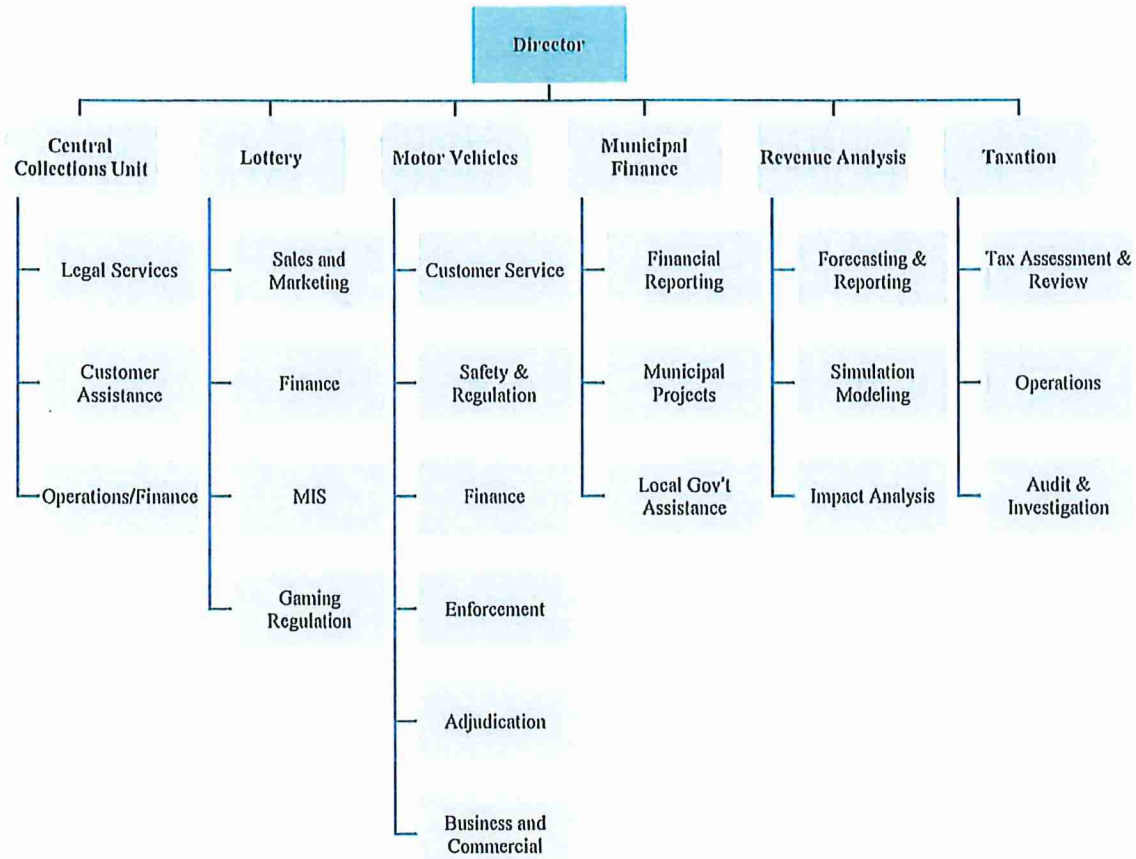 Director
Central
Collections Unit
Lottery
Motor Vehicles
Municipal
Finance
Revenue Analysis
Taxation
Legal Services
Customer
Assistance
Operations/Finance
Sales and
Marketing
Finance
MIS
Gaming
Regulation
Customer Service
Safety &
Regulation
Finance
Enforcement
Adjudication
Business and
Commercial
Financial
Reporting
Municipal
Projects
Local Gov't
Assistance
Forecasting &
Reporting
Simulation
Modeling
Impact Analysis
Tax Assessment &
Review
Operations
Audit &
Investigation